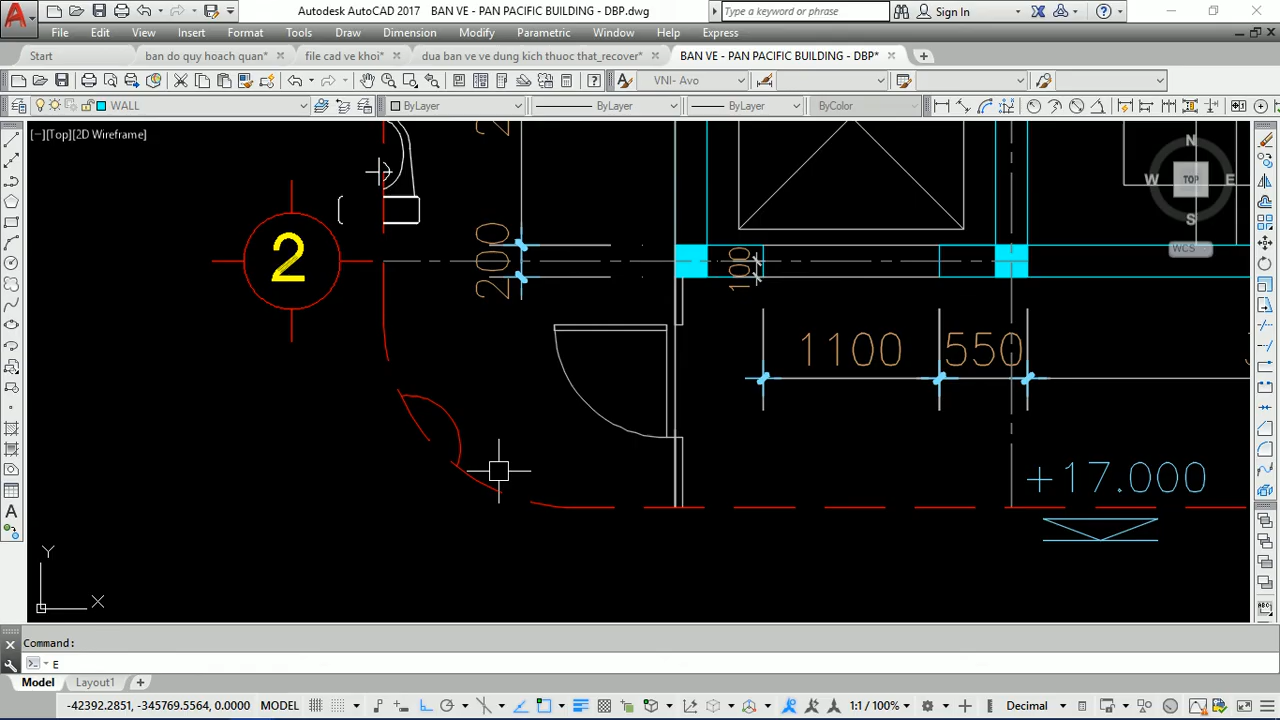 Autodesk AutoCAD 2017 BAN VE - PAN PACIFIC BUILDING - DBP.dwg
Type a keyword or phrase
Sign In
File Edit View Insert Format Tools Draw Dimension Modify Parametric Window Help Express
Start
ban do quy hoach quan*
file cad ve khoi*
dua ban ve ve dung kich thuoc that_recover*
BAN VE - PAN PACIFIC BUILDING - DBP*
VNI- Avo
WALL
ByLayer
ByLayer
ByLayer
ByColor
[−][Top][2D Wireframe]
N
W TOP E
S
WCS
2
200
100
1100 550
+17.000
Y
X
Command:
E
Model Layout1 +
-42392.2851, -345769.5564, 0.0000 MODEL
1:1 / 100%
Decimal